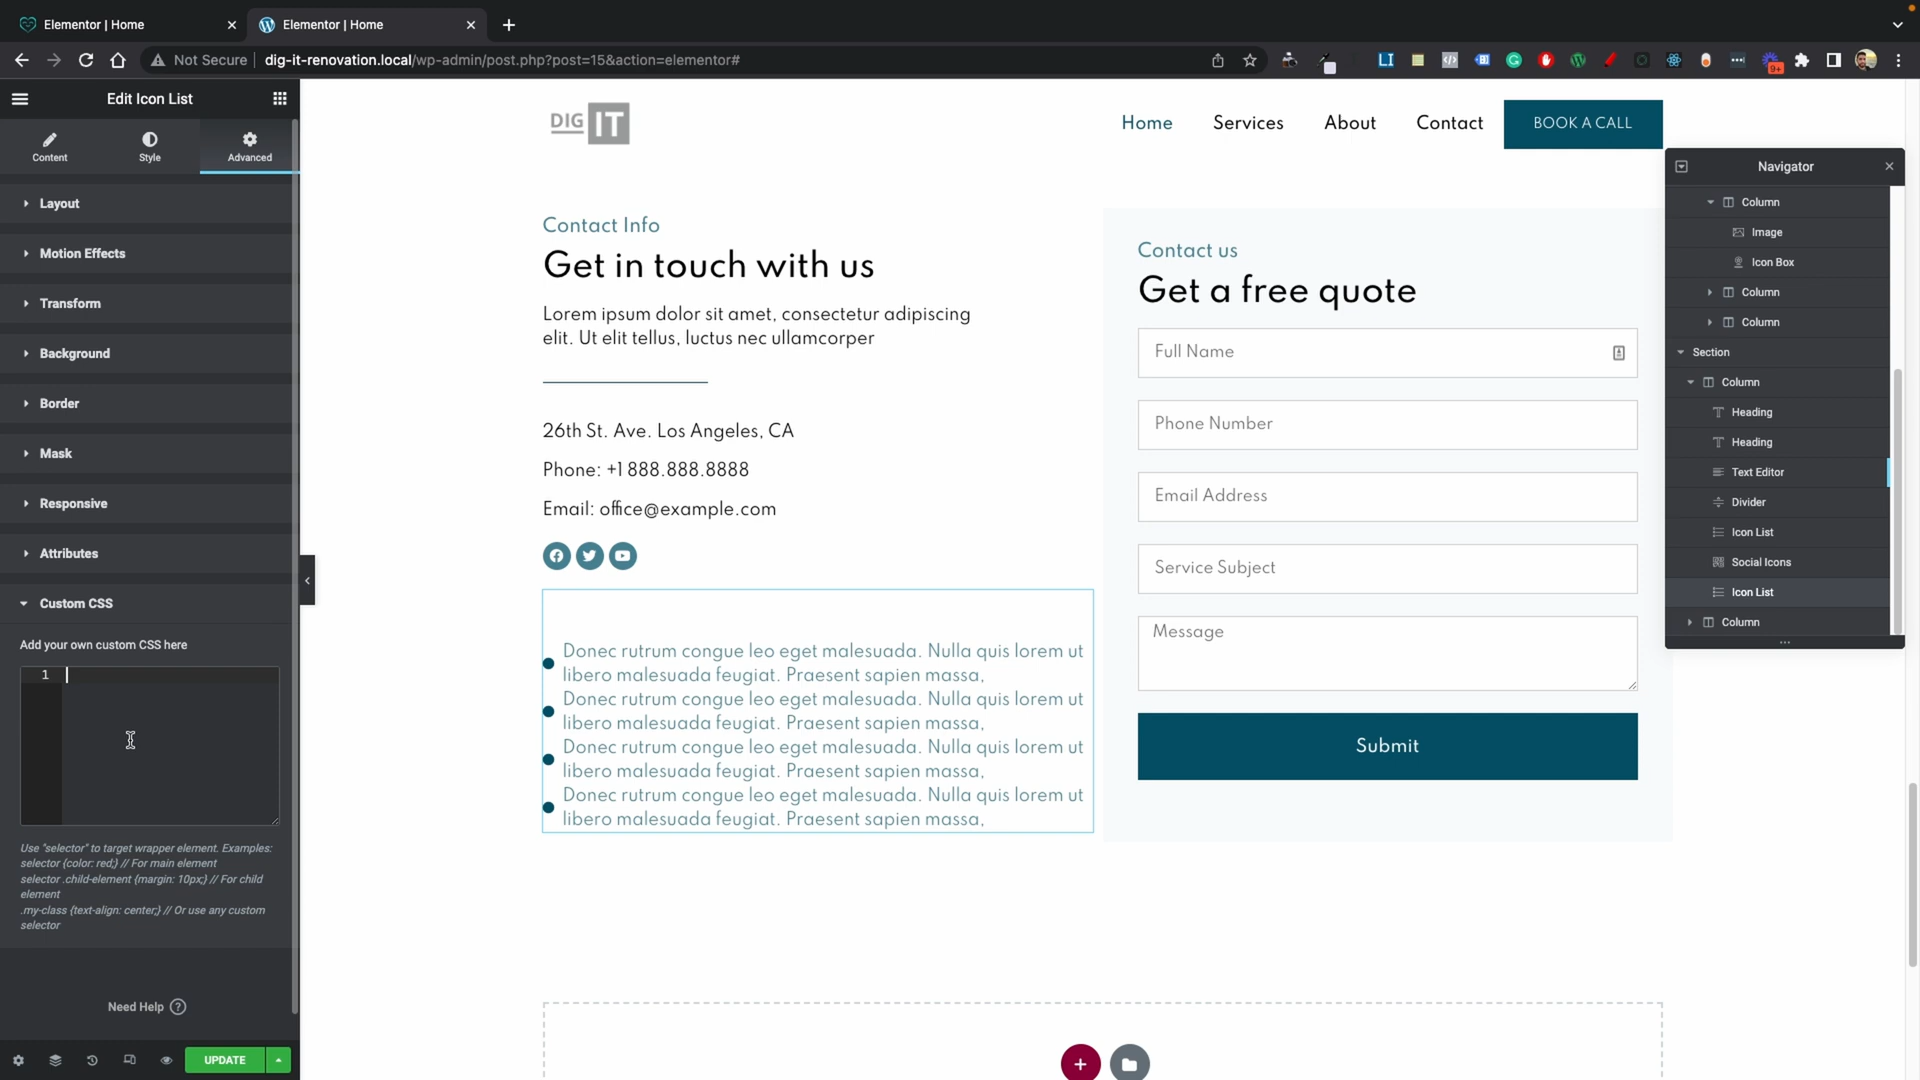 Elementor | Home
Elementor | Home
Not Secure
dig-it-renovation.local/wp-admin/post.php?post=15&action=elementor#
9+
Edit Icon List
Content
Style
Advanced
Layout
Motion Effects
Transform
Background
Border
Mask
Responsive
Attributes
Custom CSS
Add your own custom CSS here
1
Use "selector" to target wrapper element. Examples:
selector {color: red;} // For main element
selector .child-element {margin: 10px;} // For child
element
.my-class {text-align: center;} // Or use any custom
selector
Need Help
UPDATE
DIG IT
Home
Services
About
Contact
BOOK A CALL
Contact Info
Get in touch with us
Lorem ipsum dolor sit amet, consectetur adipiscing
elit. Ut elit tellus, luctus nec ullamcorper
26th St. Ave. Los Angeles, CA
Phone: +1 888.888.8888
Email: office@example.com
Donec rutrum congue leo eget malesuada. Nulla quis lorem ut
libero malesuada feugiat. Praesent sapien massa,
Donec rutrum congue leo eget malesuada. Nulla quis lorem ut
libero malesuada feugiat. Praesent sapien massa,
Donec rutrum congue leo eget malesuada. Nulla quis lorem ut
libero malesuada feugiat. Praesent sapien massa,
Donec rutrum congue leo eget malesuada. Nulla quis lorem ut
libero malesuada feugiat. Praesent sapien massa,
Contact us
Get a free quote
Full Name
Phone Number
Email Address
Service Subject
Message
Submit
Navigator
Column
Image
Icon Box
Column
Column
Section
Column
Heading
Heading
Text Editor
Divider
Icon List
Social Icons
Icon List
Column